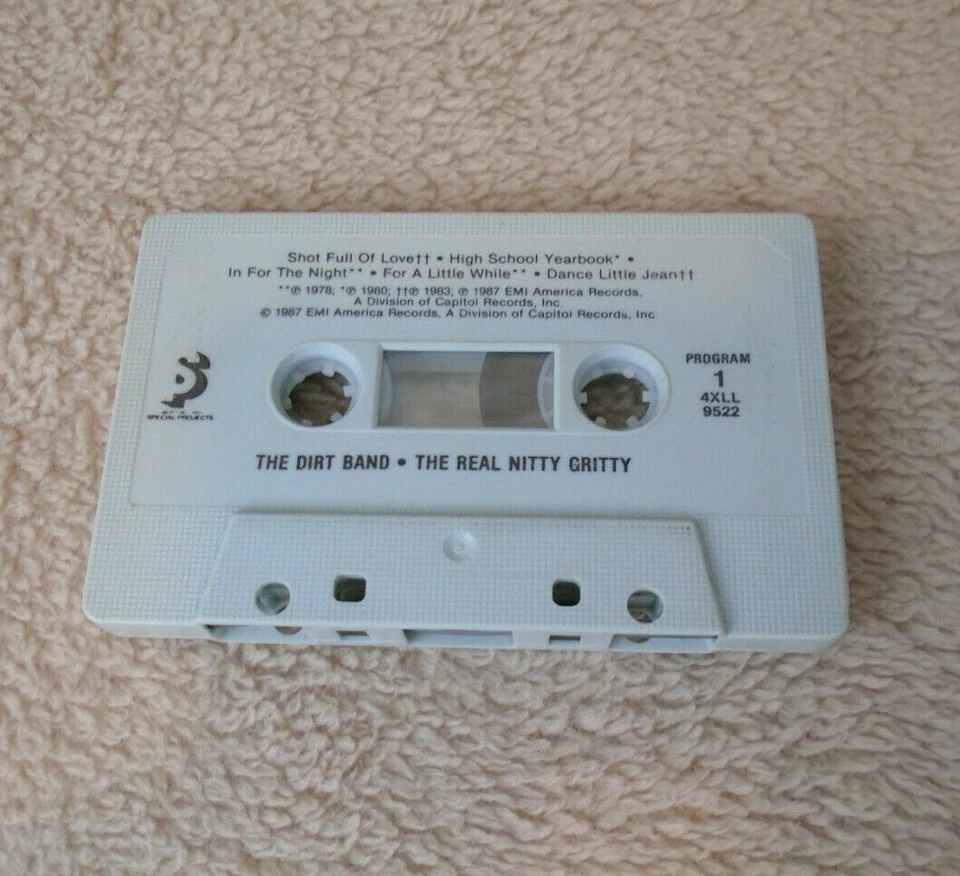 Shot Full Of Love†† • High School Yearbook* •
In For The Night** • For A Little While** • Dance Little Jean††
**℗ 1978; *℗ 1980; ††℗ 1983; ℗ 1987 EMI America Records,
A Division of Capitol Records, Inc.
© 1987 EMI America Records, A Division of Capitol Records, Inc
PROGRAM
1
4XLL
9522
SPECIAL PROJECTS
THE DIRT BAND • THE REAL NITTY GRITTY